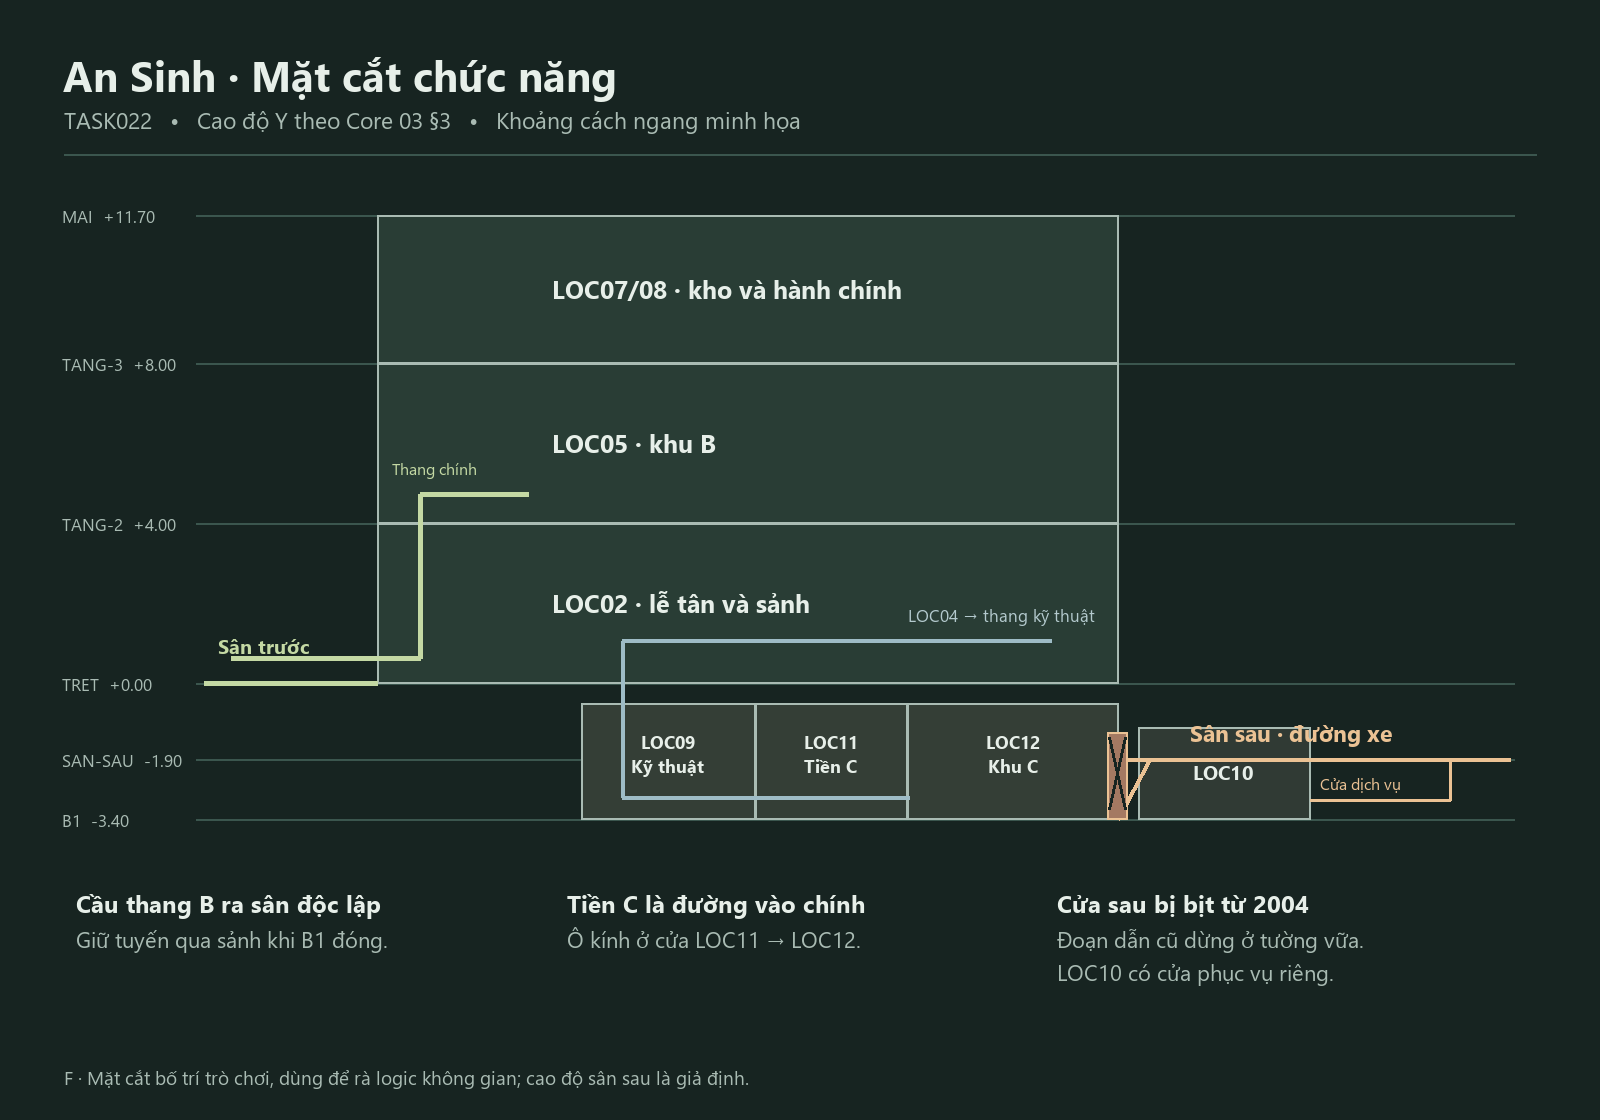 An Sinh · Mặt cắt chức năng
TASK022 • Cao độ Y theo Core 03 §3 • Khoảng cách ngang minh họa
MAI +11.70
LOC07/08 · kho và hành chính
TANG-3 +8.00
LOC05 · khu B
Thang chính
TANG-2 +4.00
LOC02 · lễ tân và sảnh
LOC04 → thang kỹ thuật
Sân trước
TRET +0.00
LOC09
Kỹ thuật
LOC11
Tiền C
LOC12
Khu C
Sân sau · đường xe
SAN-SAU -1.90
LOC10
Cửa dịch vụ
B1 -3.40
Cầu thang B ra sân độc lập
Giữ tuyến qua sảnh khi B1 đóng.
Tiền C là đường vào chính
Ô kính ở cửa LOC11 → LOC12.
Cửa sau bị bịt từ 2004
Đoạn dẫn cũ dừng ở tường vữa.
LOC10 có cửa phục vụ riêng.
F · Mặt cắt bố trí trò chơi, dùng để rà logic không gian; cao độ sân sau là giả định.